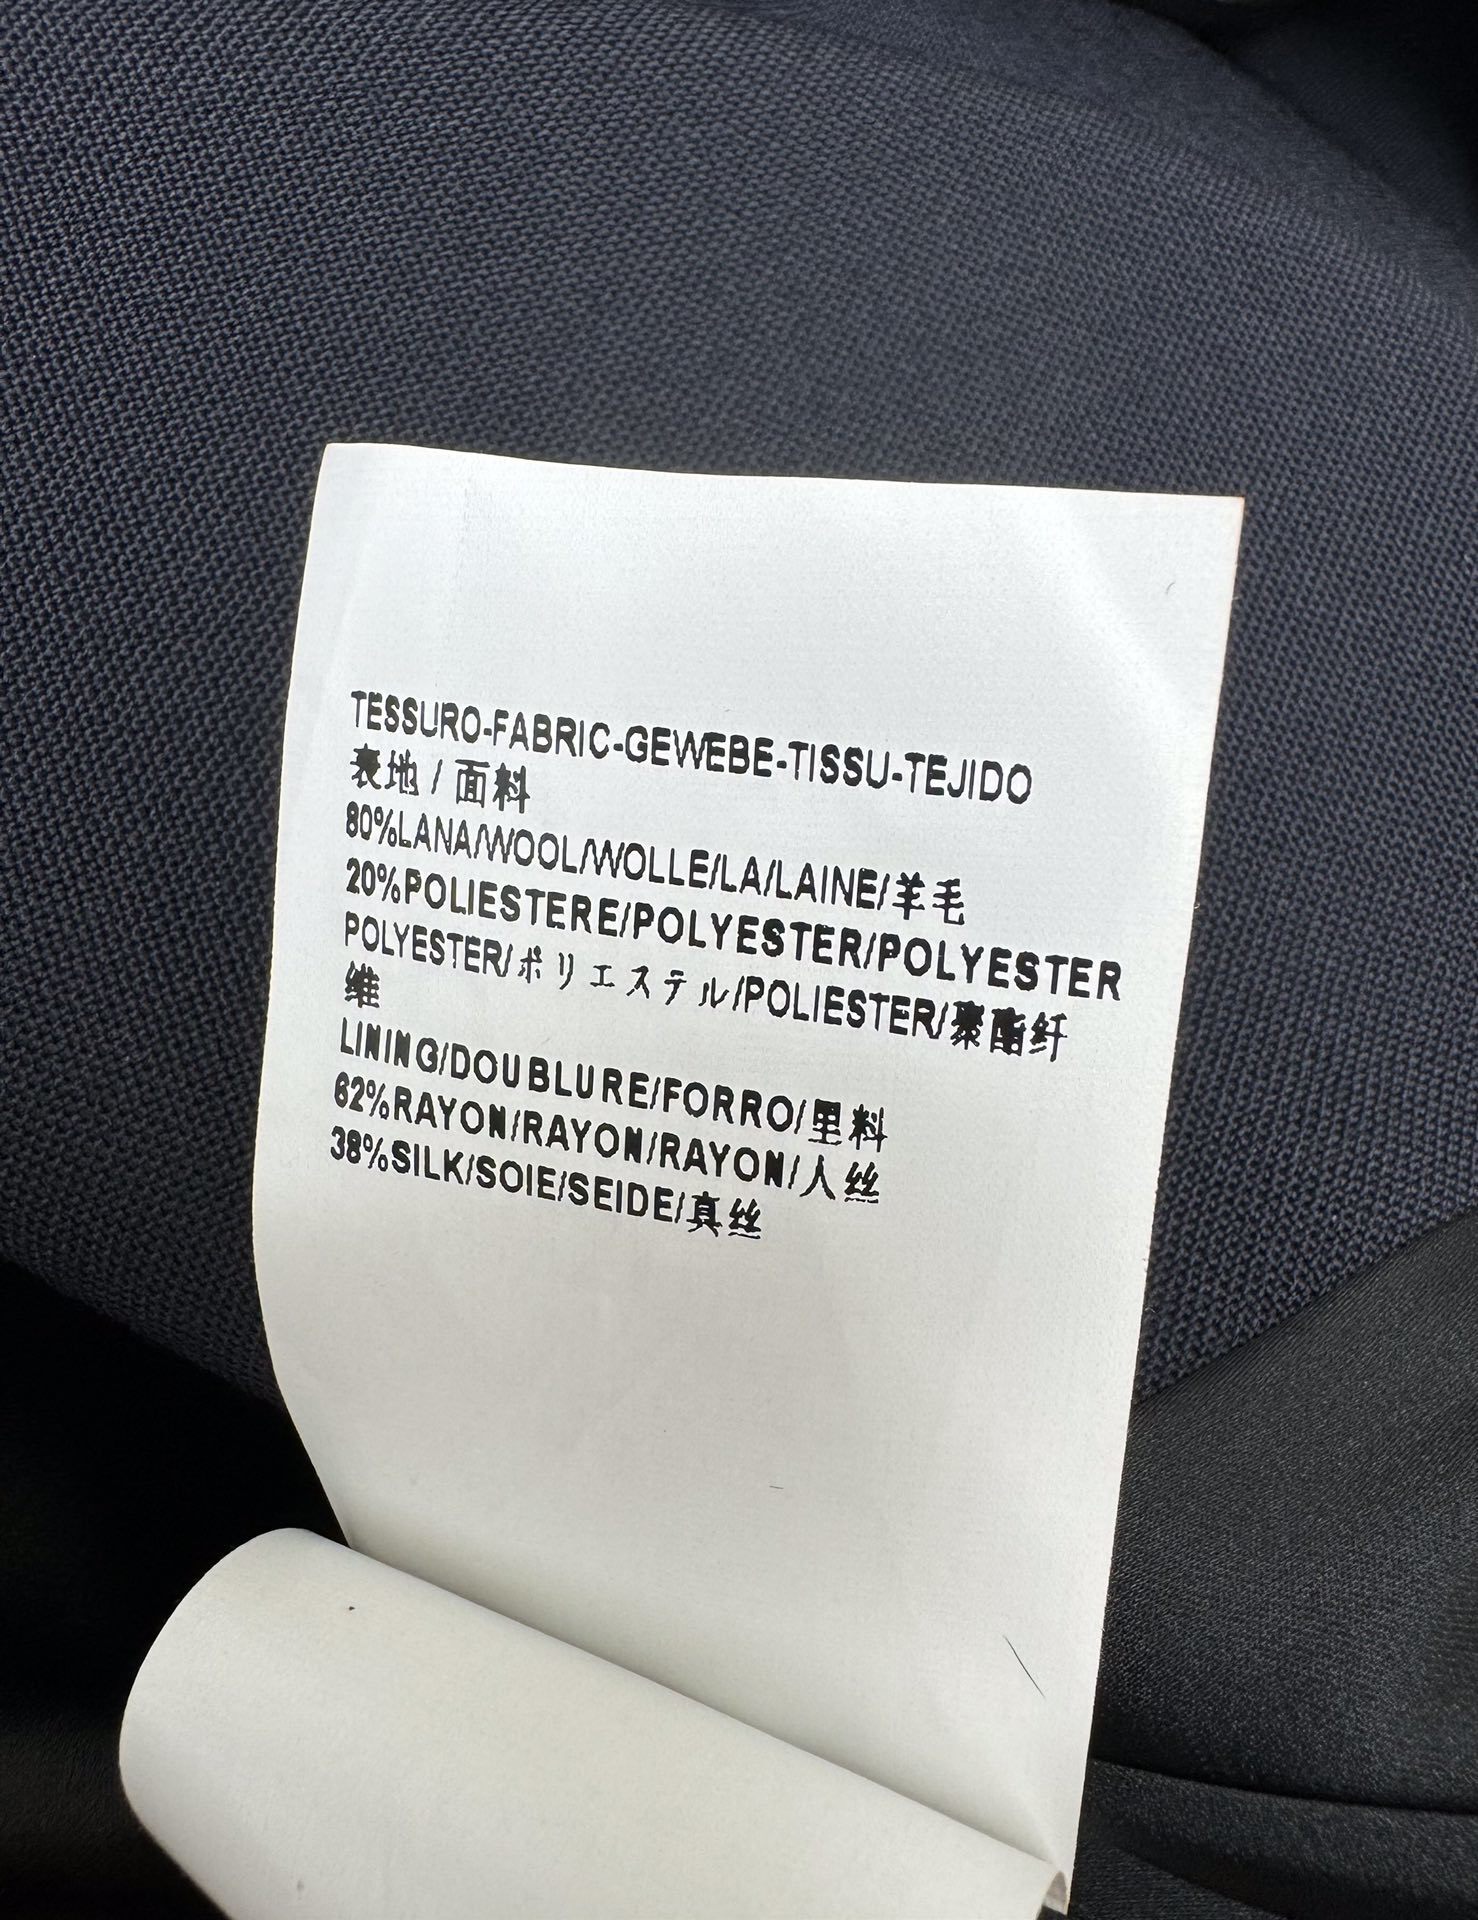 TESSURO-FABRIC-GEWEBE-TISSU-TEJIDO
表地 / 面料
80%LANA/WOOL/WOLLE/LA/LAINE/羊毛
20%POLIESTERE/POLYESTER/POLYESTER
POLYESTER/ポリエステル/POLIESTER/聚酯纤
维
LINING/DOUBLURE/FORRO/里料
62%RAYON/RAYON/RAYON/人丝
38%SILK/SOIE/SEIDE/真丝